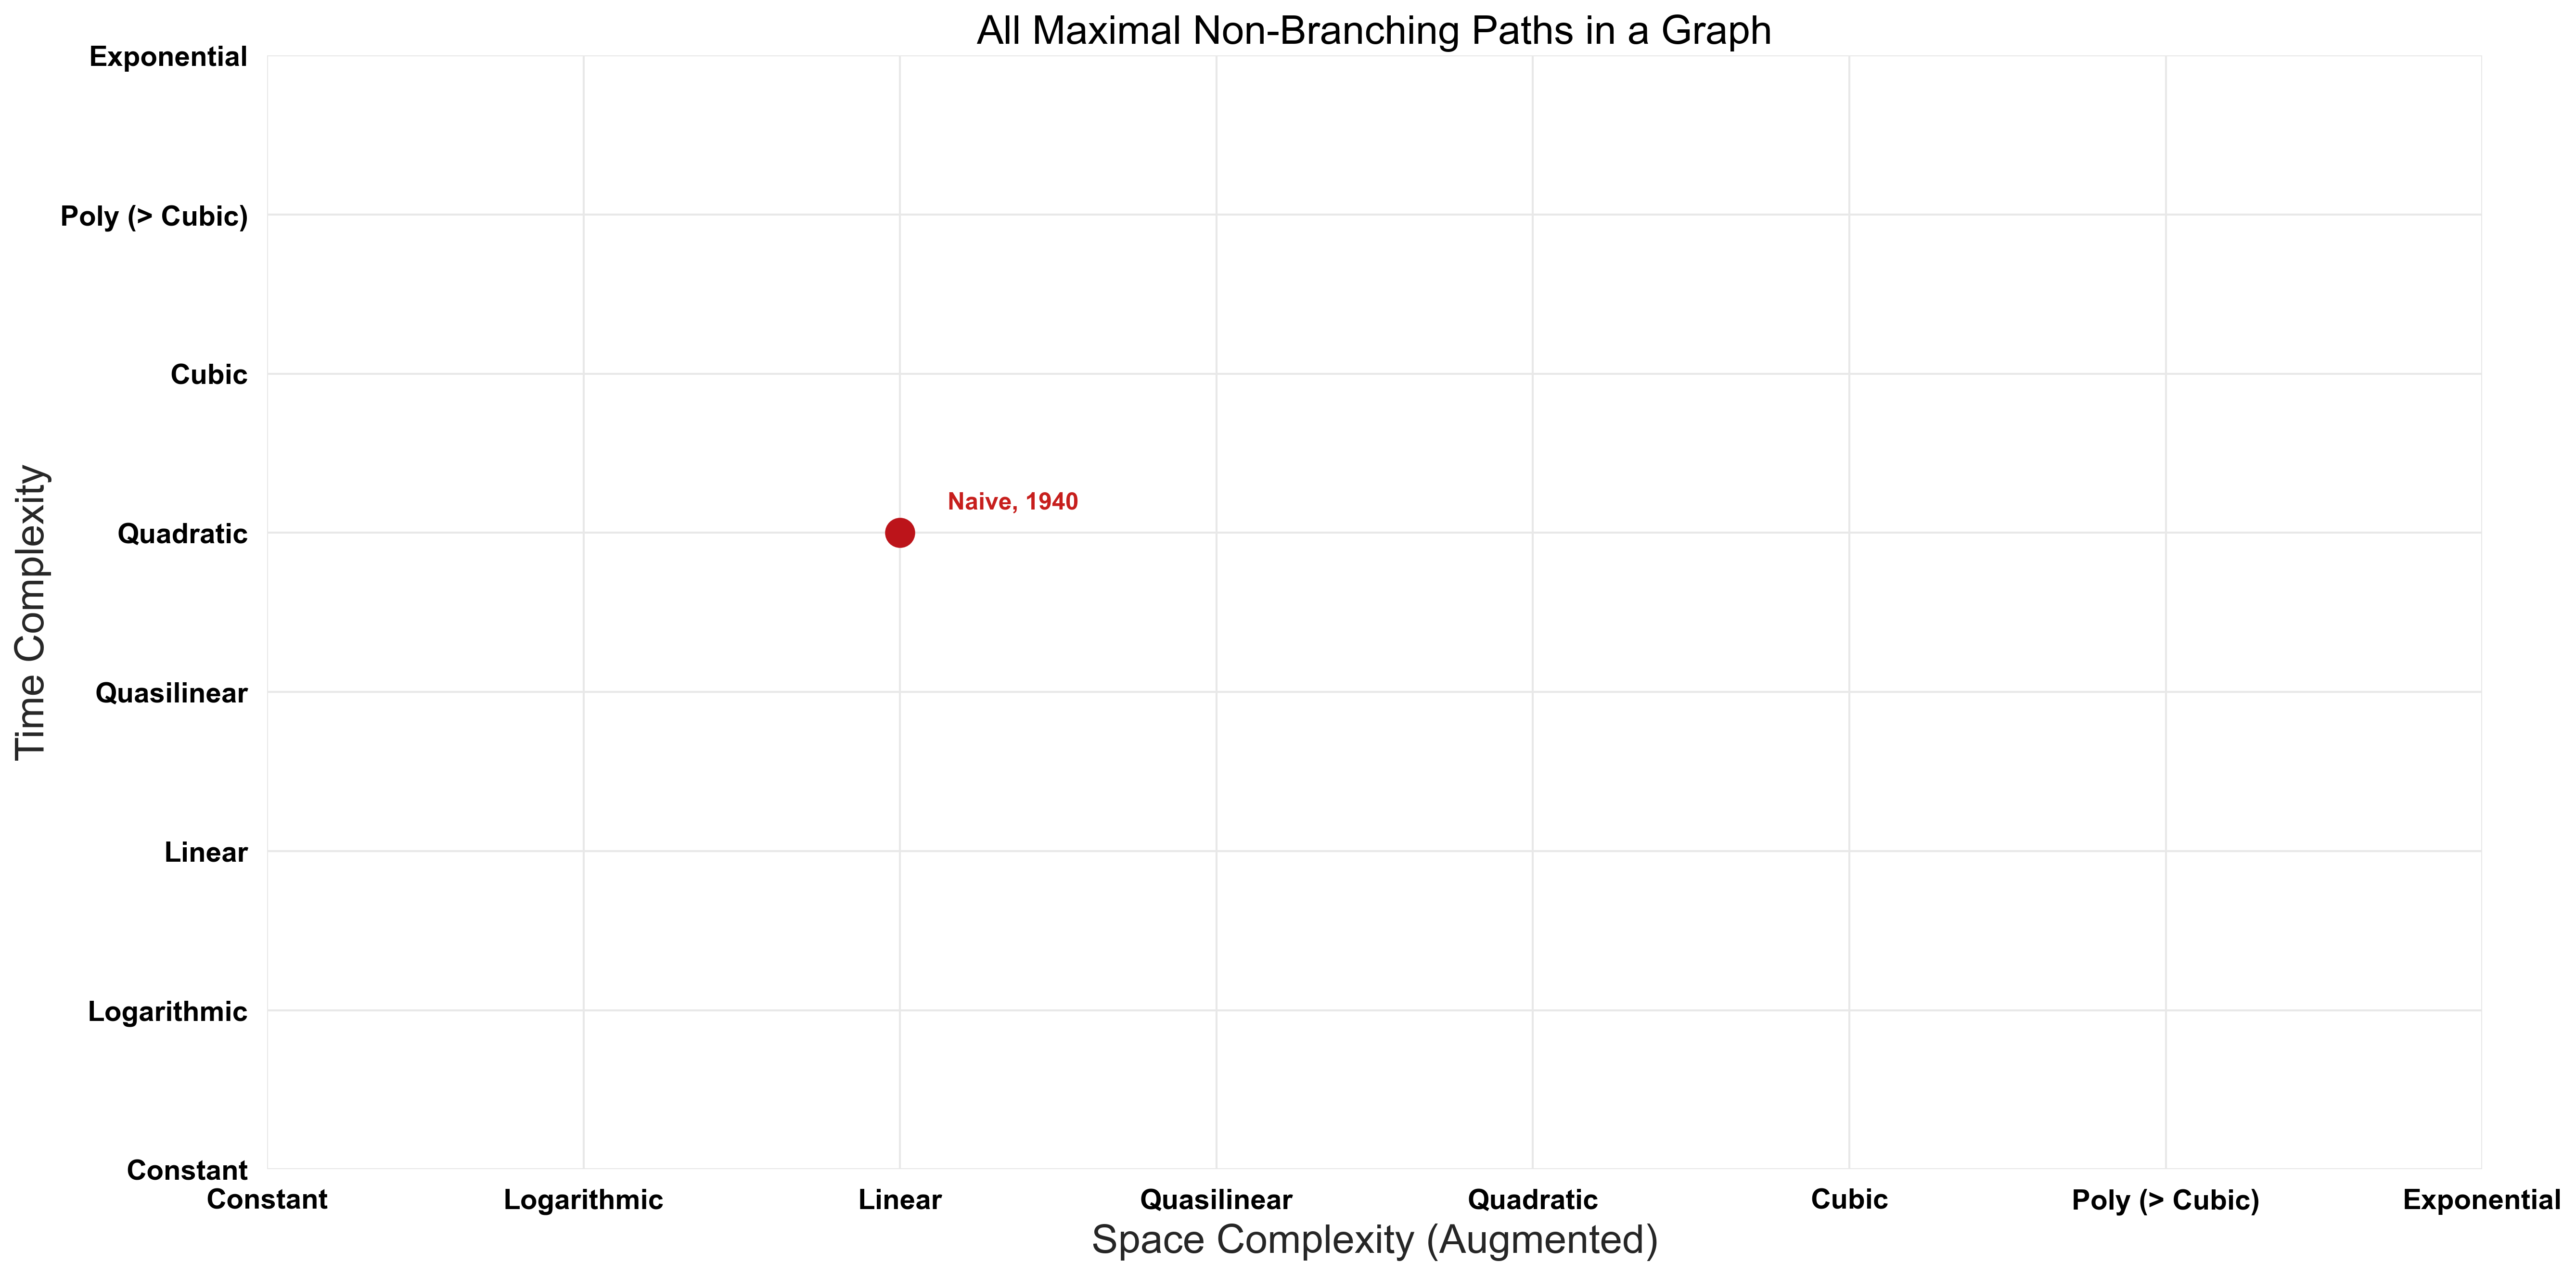 All Maximal Non-Branching Paths in a Graph
Exponential
Poly (> Cubic)
Cubic
Quadratic
Quasilinear
Linear
Logarithmic
Constant
Time Complexity
Naive, 1940
Constant
Logarithmic
Linear
Quasilinear
Quadratic
Cubic
Poly (> Cubic)
Exponential
Space Complexity (Augmented)